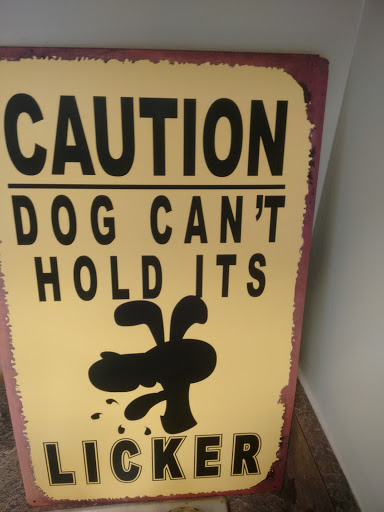 CAUTION
DOG CAN'T
HOLD ITS
LICKER